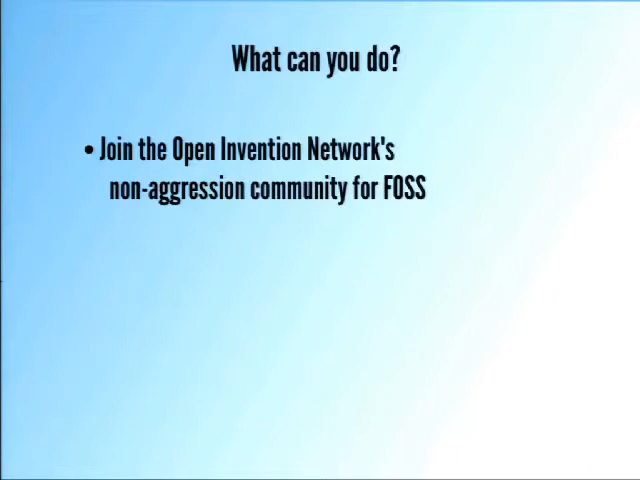 What can you do?
• Join the Open Invention Network's
non-aggression community for FOSS